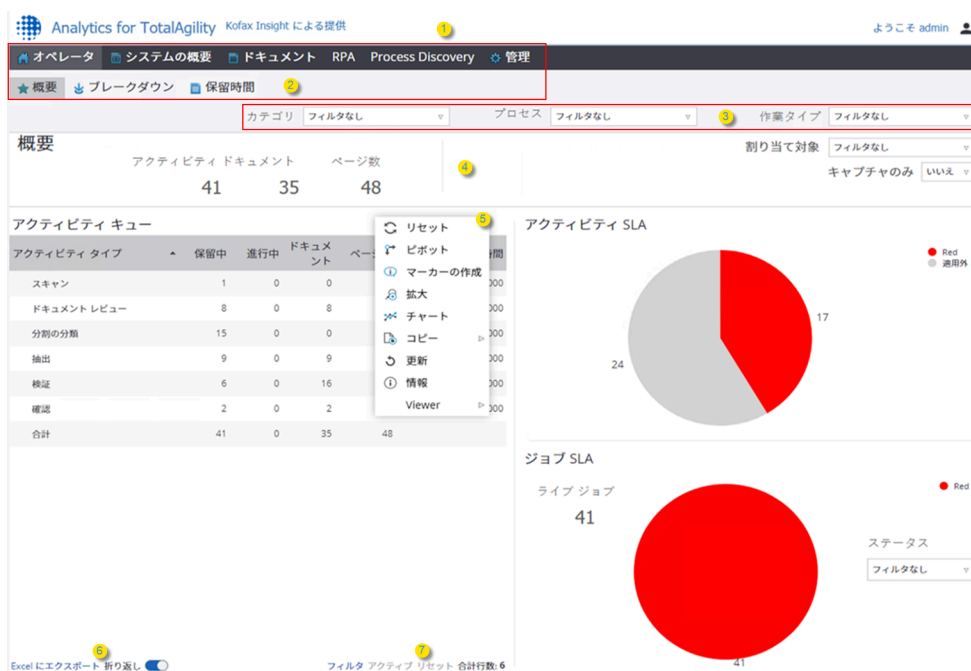 Analytics for TotalAgility Kofax Insight による提供 1 ようこそ admin
オペレータ システムの概要 ドキュメント RPA Process Discovery 管理
概要 ブレークダウン 保留時間 2
カテゴリ フィルタなし プロセス フィルタなし 3 作業タイプ フィルタなし
概要 割り当て対象 フィルタなし
アクティビティ ドキュメント ページ数 4 キャプチャのみ いいえ
41 35 48
アクティビティ キュー
アクティビティ タイプ 保留中 進行中 ドキュメント ペー 間
スキャン 1 0 0 000
ドキュメント レビュー 8 0 8 000
分割の分類 15 0 0 000
抽出 9 0 9 000
検証 6 0 16 000
確認 2 0 2 000
合計 41 0 35 48
5
リセット
ピボット
マーカーの作成
拡大
チャート
コピー
更新
情報
Viewer
アクティビティ SLA
Red
適用外
17
24
ジョブ SLA
ライブ ジョブ
41
Red
ステータス
フィルタなし
41
6 7
Excel にエクスポート 折り返し フィルタ アクティブ リセット 合計行数: 6